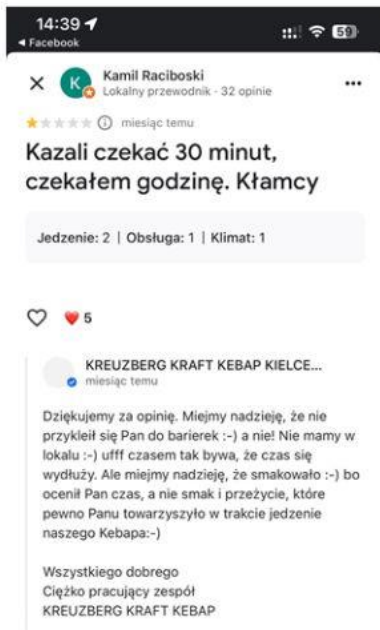 14:39
59
◄ Facebook
K
Kamil Raciboski
Lokalny przewodnik · 32 opinie
miesiąc temu
Kazali czekać 30 minut,
czekałem godzinę. Kłamcy
Jedzenie: 2 | Obsługa: 1 | Klimat: 1
5
KREUZBERG KRAFT KEBAP KIELCE...
miesiąc temu
Dziękujemy za opinię. Miejmy nadzieję, że nie
przykleił się Pan do barierek :-) a nie! Nie mamy w
lokalu :-) ufff czasem tak bywa, że czas się
wydłuży. Ale miejmy nadzieję, że smakowało :-) bo
ocenił Pan czas, a nie smak i przeżycie, które
pewno Panu towarzyszyło w trakcie jedzenie
naszego Kebapa:-)
Wszystkiego dobrego
Ciężko pracujący zespół
KREUZBERG KRAFT KEBAP